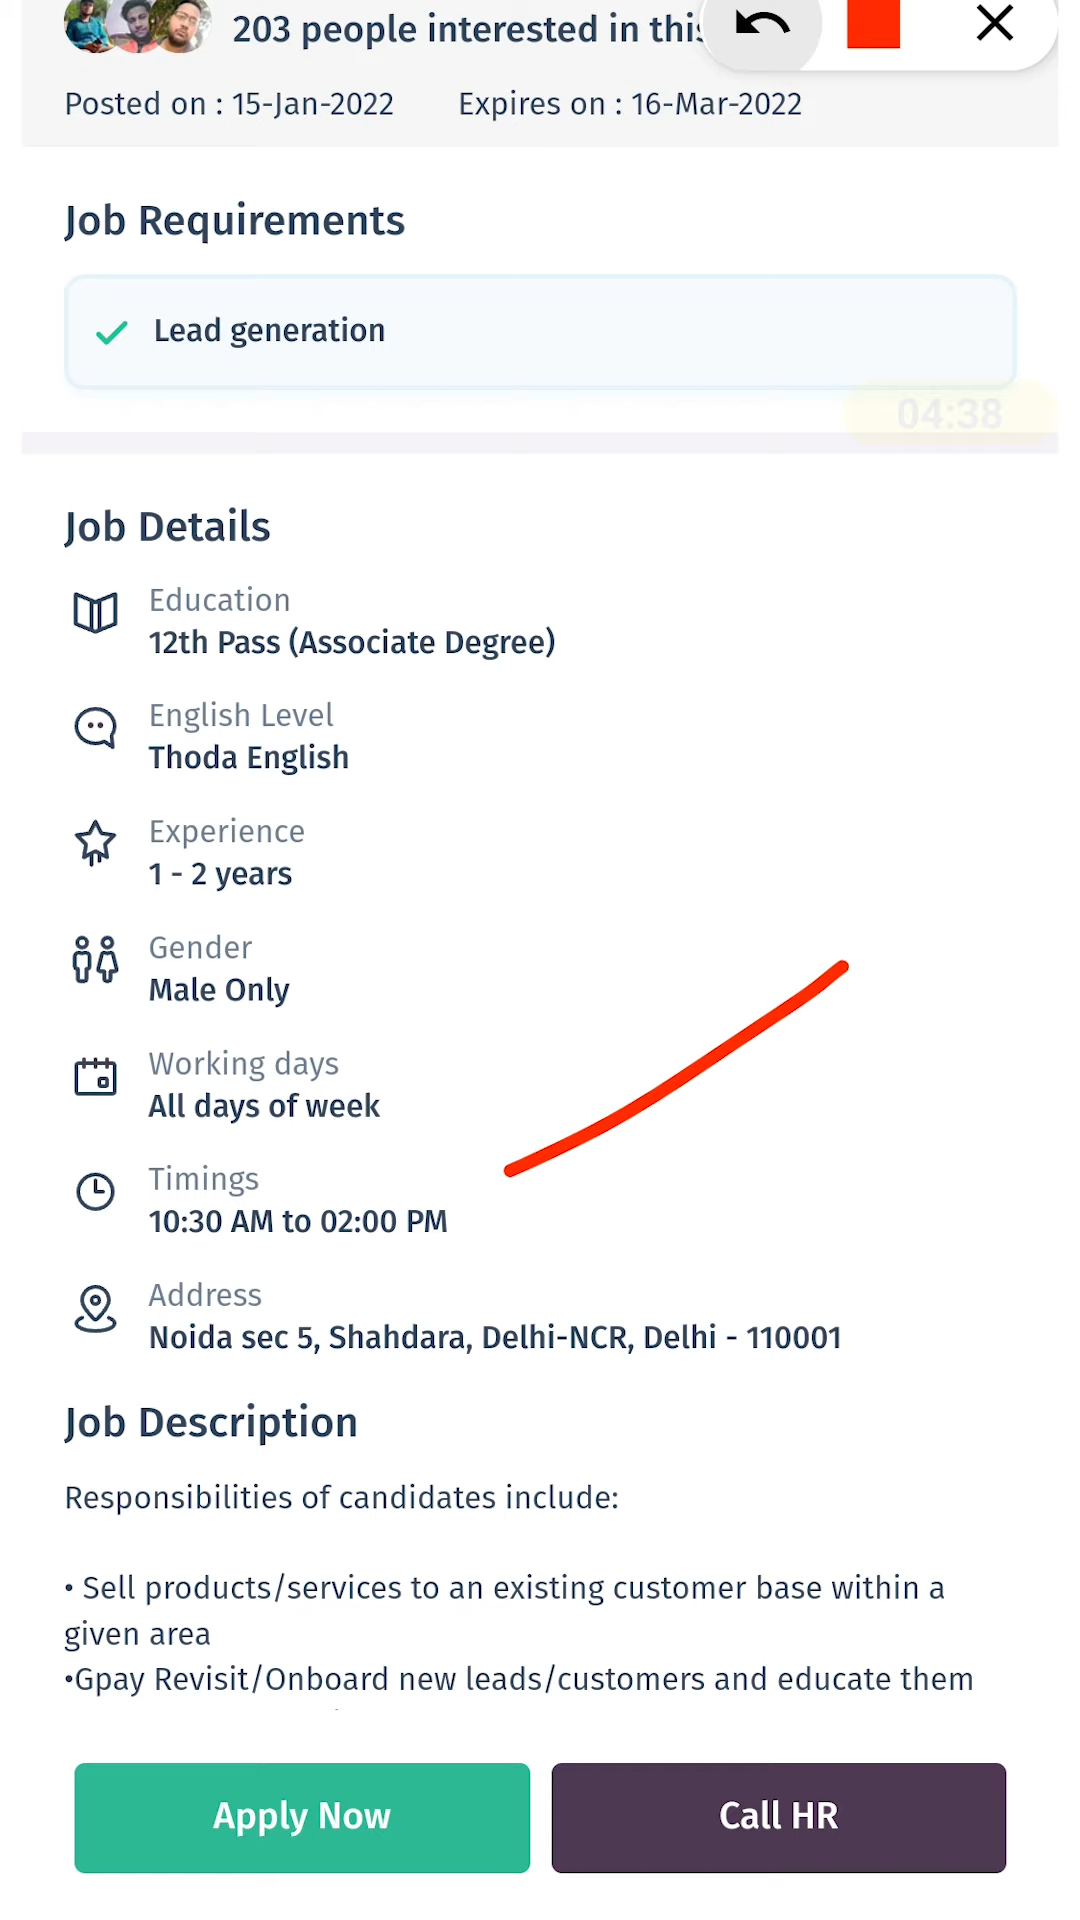 203 people interested in this
Posted on : 15-Jan-2022 Expires on : 16-Mar-2022
Job Requirements
Lead generation
04:38
Job Details
Education
12th Pass (Associate Degree)
English Level
Thoda English
Experience
1 - 2 years
Gender
Male Only
Working days
All days of week
Timings
10:30 AM to 02:00 PM
Address
Noida sec 5, Shahdara, Delhi-NCR, Delhi - 110001
Job Description
Responsibilities of candidates include:
• Sell products/services to an existing customer base within a
given area
•Gpay Revisit/Onboard new leads/customers and educate them
Apply Now
Call HR